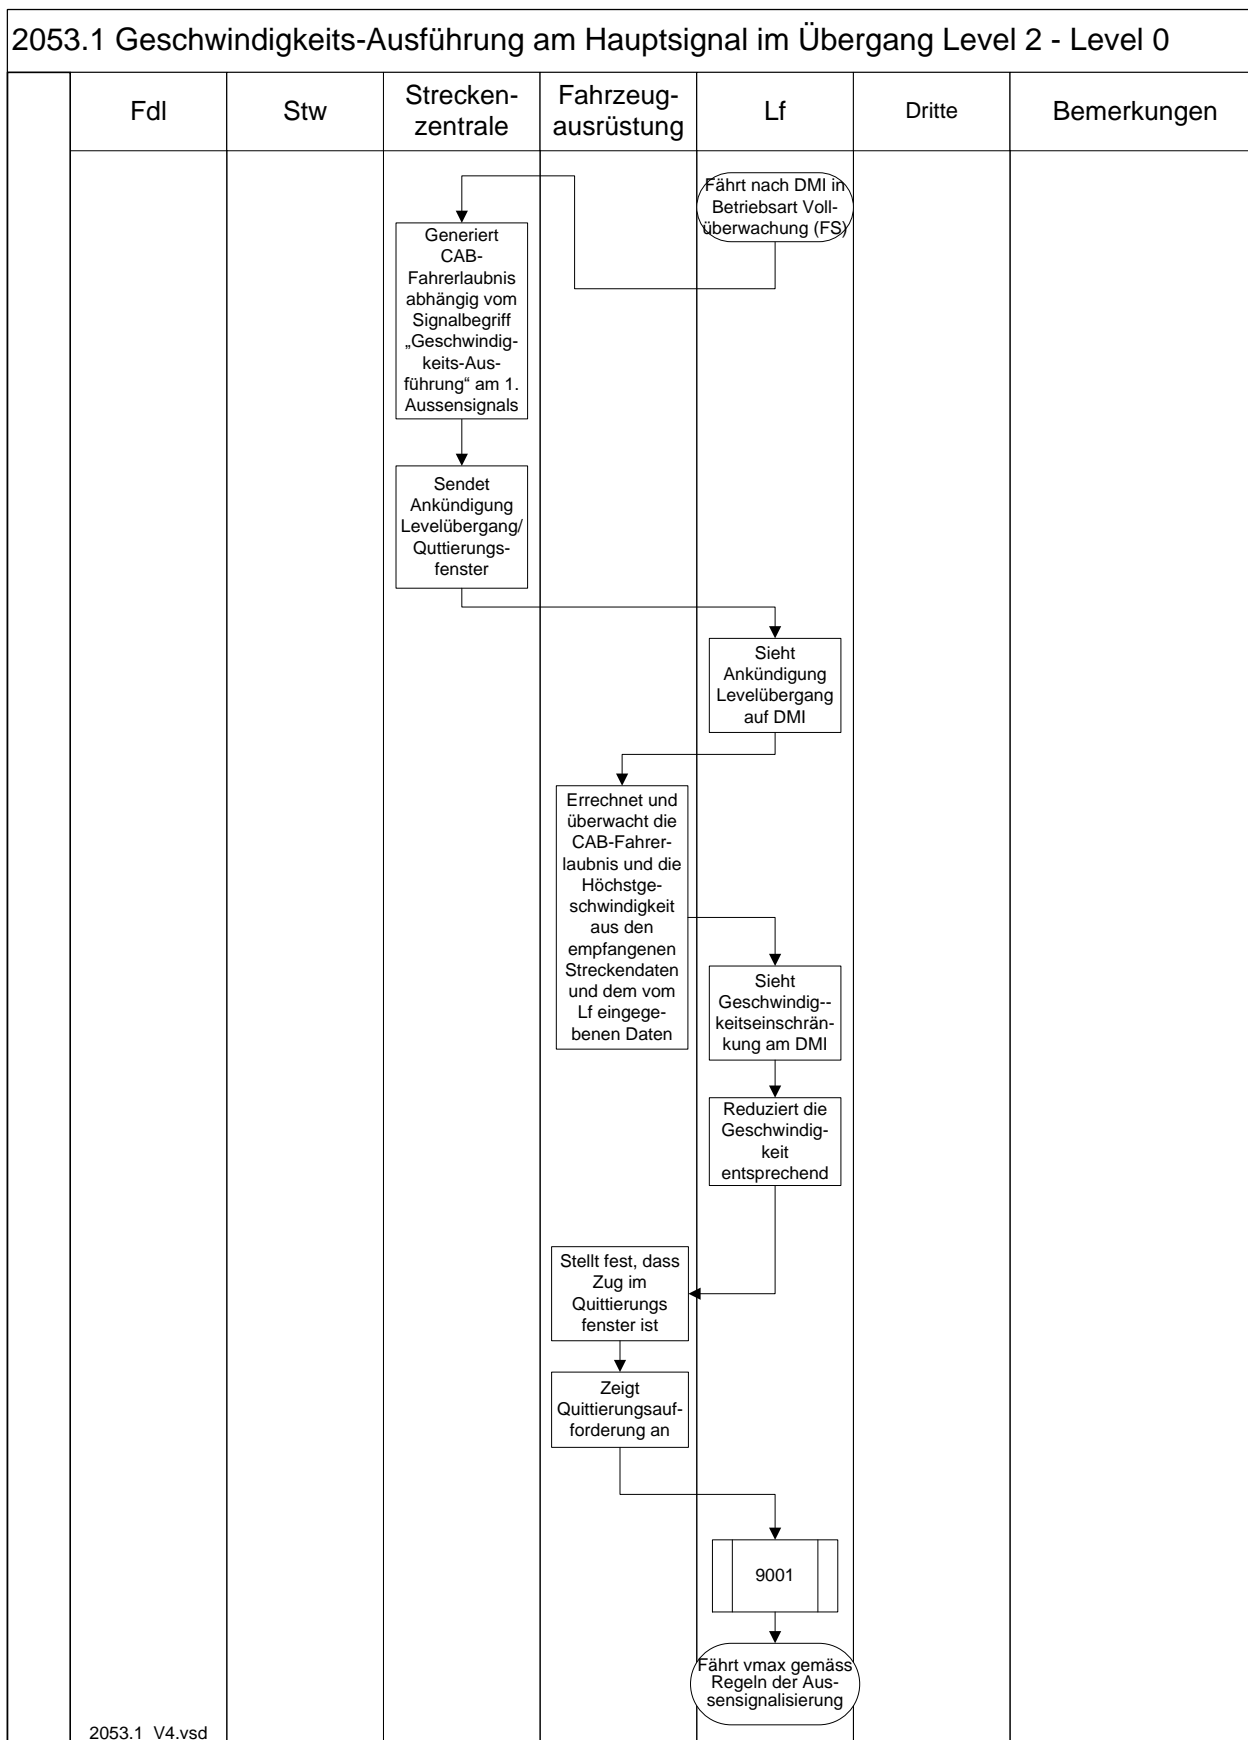 2053.1 Geschwindigkeits-Ausführung am Hauptsignal im Übergang Level 2 - Level 0
Fdl
Stw
Strecken-
zentrale
Fahrzeug-
ausrüstung
Lf
Dritte
Bemerkungen
Fährt nach DMI in
Betriebsart Voll-
überwachung (FS)
Generiert
CAB-
Fahrerlaubnis
abhängig vom
Signalbegriff
„Geschwindig-
keits-Aus-
führung“ am 1.
Aussensignals
Sendet
Ankündigung
Levelübergang/
Quttierungs-
fenster
Sieht
Ankündigung
Levelübergang
auf DMI
Errechnet und
überwacht die
CAB-Fahrer-
laubnis und die
Höchstge-
schwindigkeit
aus den
empfangenen
Streckendaten
und dem vom
Lf eingege-
benen Daten
Sieht
Geschwindig--
keitseinschrän-
kung am DMI
Reduziert die
Geschwindig-
keit
entsprechend
Stellt fest, dass
Zug im
Quittierungs
fenster ist
Zeigt
Quittierungsauf-
forderung an
9001
Fährt vmax gemäss
Regeln der Aus-
sensignalisierung
2053.1_V4.vsd